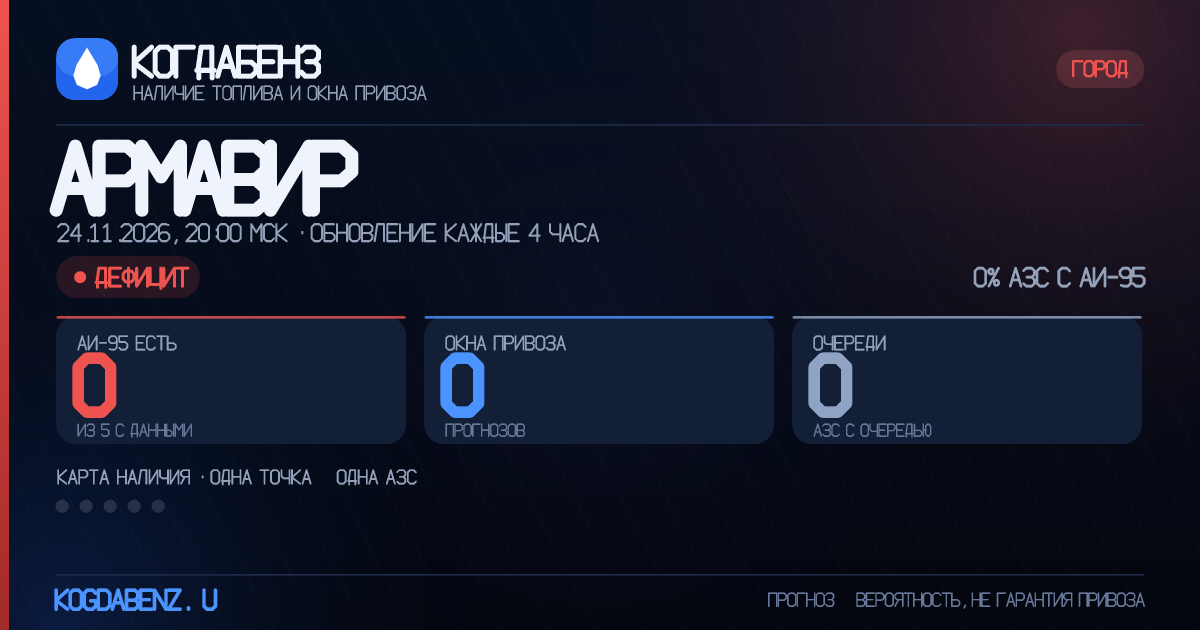 КОГДАБЕНЗ
НАЛИЧИЕ ТОПЛИВА И ОКНА ПРИВОЗА
ГОРОД
АРМАВИР
24.11.2026, 20:00 МСК · ОБНОВЛЕНИЕ КАЖДЫЕ 4 ЧАСА
ДЕФИЦИТ
0% АЗС С АИ-95
АИ-95 ЕСТЬ
0
ИЗ 5 С ДАННЫМИ
ОКНА ПРИВОЗА
0
ПРОГНОЗОВ
ОЧЕРЕДИ
0
АЗС С ОЧЕРЕДЬЮ
КАРТА НАЛИЧИЯ · ОДНА ТОЧКА ОДНА АЗС
KOGDABENZ. U
ПРОГНОЗ ВЕРОЯТНОСТЬ, НЕ ГАРАНТИЯ ПРИВОЗА